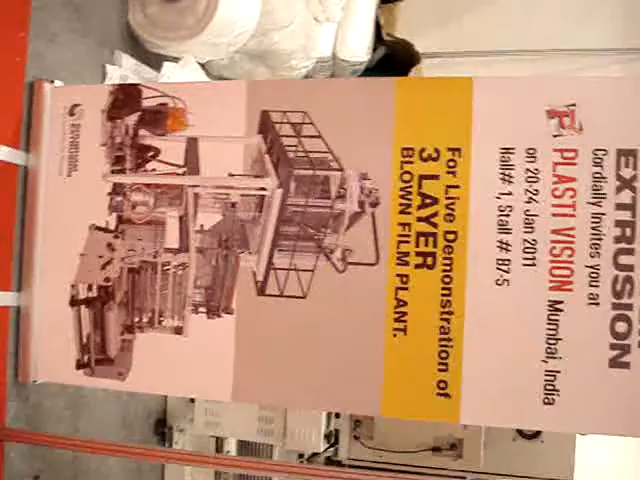 EXTRUSION
Cordially Invites you at
PLASTI VISION Mumbai, India
on 20-24 Jan 2011
Hall# 1, Stall # B7-5
For Live Demonstration of
3 LAYER
BLOWN FILM PLANT.